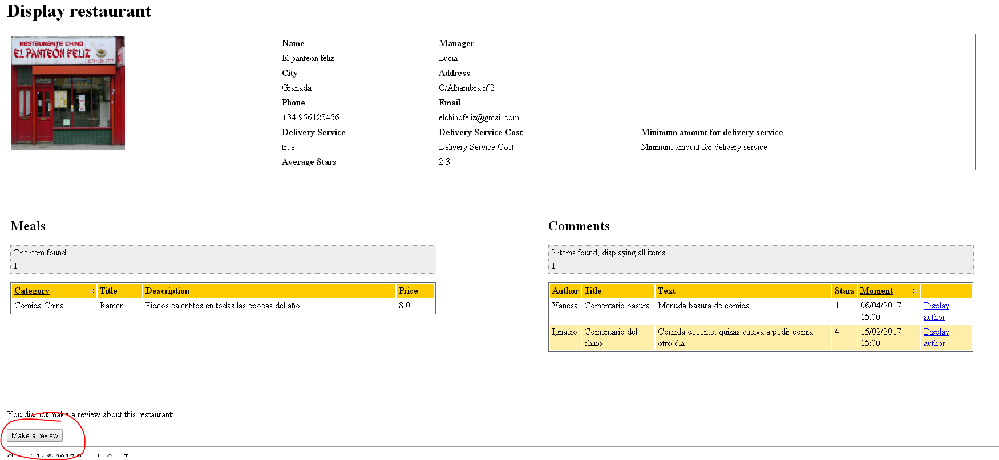 Display restaurant
RESTAURANTE CHINO
EL PANTEÓN FELIZ
0171-226 0777
Name Manager
El panteon feliz Lucia
City Address
Granada C/Alhambra nº2
Phone Email
+34 956123456 elchinofeliz@gmail.com
Delivery Service Delivery Service Cost Minimum amount for delivery service
true Delivery Service Cost Minimum amount for delivery service
Average Stars 2.3
Meals
One item found.
1
Category Title Description Price
Comida China Ramen Fideos calentitos en todas las epocas del año. 8.0
Comments
2 items found, displaying all items.
1
Author Title Text Stars Moment
Vanesa Comentario basura Menuda basura de comida 1 06/04/2017 Display
15:00 author
Ignacio Comentario del Comida decente, quizas vuelva a pedir comia 4 15/02/2017 Display
chino otro dia 15:00 author
You did not make a review about this restaurant:
Make a review